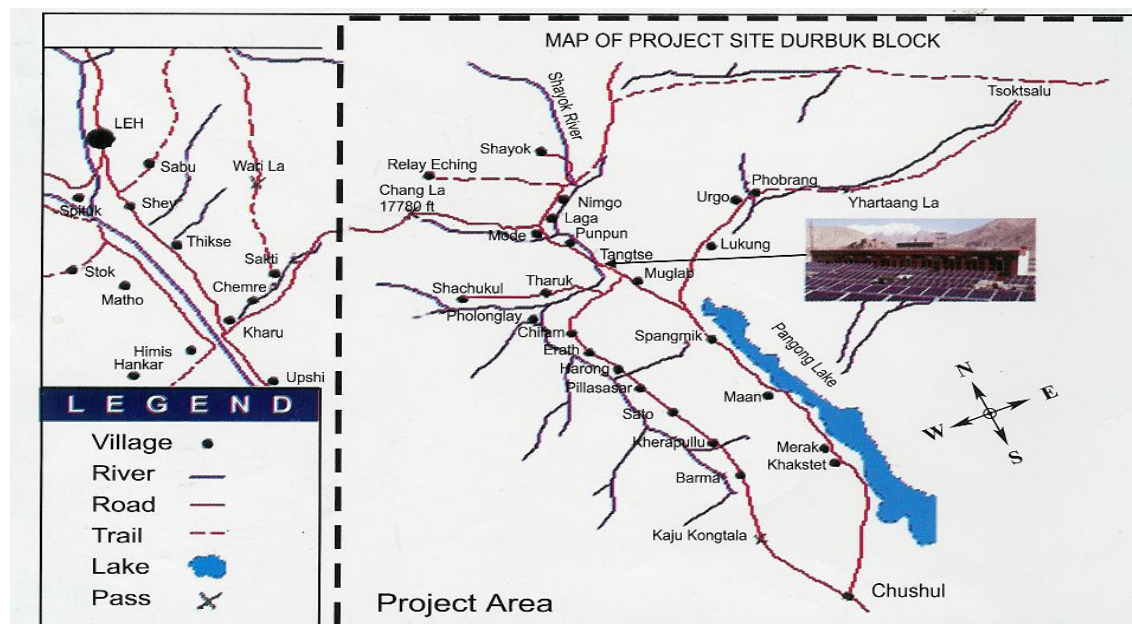 MAP OF PROJECT SITE DURBUK BLOCK
LEH
Sabu
Wari La
Spituk
Shey
Thikse
Stok
Sakti
Matho
Chemre
Kharu
Himis
Hankar
Upshi
LEGEND
Village
River
Road
Trail
Lake
Pass
Shayok River
Tsoktsalu
Shayok
Relay Eching
Chang La
17780 ft
Phobrang
Urgo
Yhartaang La
Nimgo
Laga
Mode
Punpun
Lukung
Tangtse
Muglab
Tharuk
Shachukul
Pholonglay
Chilam
Spangmik
Pangong Lake
Erath
Harong
Pillasasar
Maan
Sato
Kherapullu
Merak
Khakstet
Barma
Kaju Kongtala
Chushul
N
E
W
S
Project Area